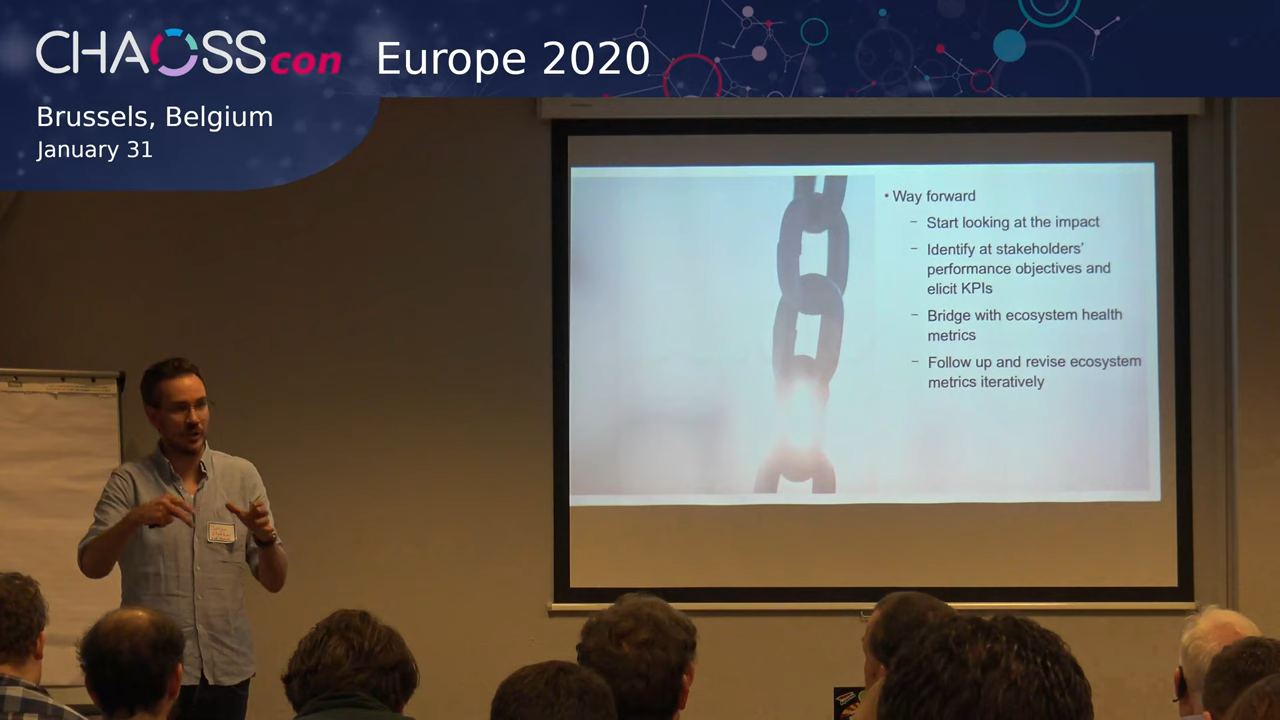 CHAOSScon Europe 2020
Brussels, Belgium
January 31
• Way forward
– Start looking at the impact
– Identify at stakeholders'
performance objectives and
elicit KPIs
– Bridge with ecosystem health
metrics
– Follow up and revise ecosystem
metrics iteratively